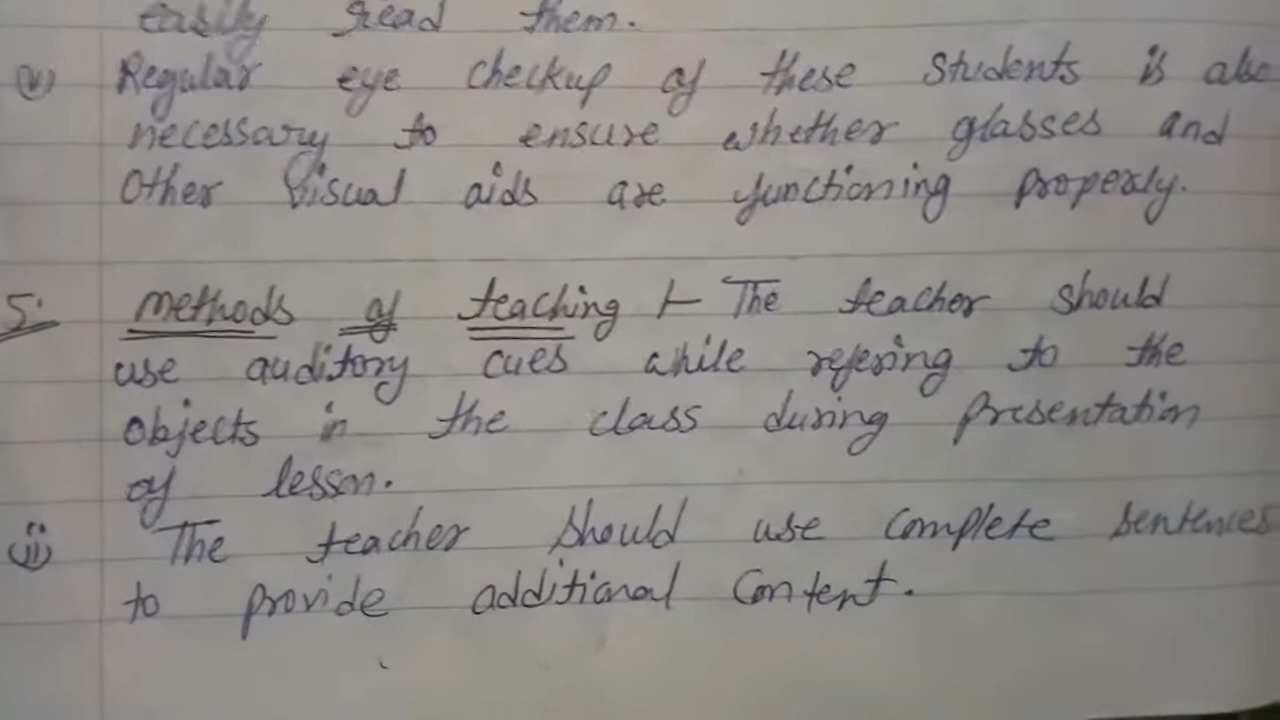 easily read them.
(v) Regular eye checkup of these students is also
necessary to ensure whether glasses and
other visual aids are functioning properly.
5. methods of teaching :- The teacher should
use auditory cues while refering to the
objects in the class during presentation
of lesson.
(ii) The teacher should use complete sentences
to provide additional content.